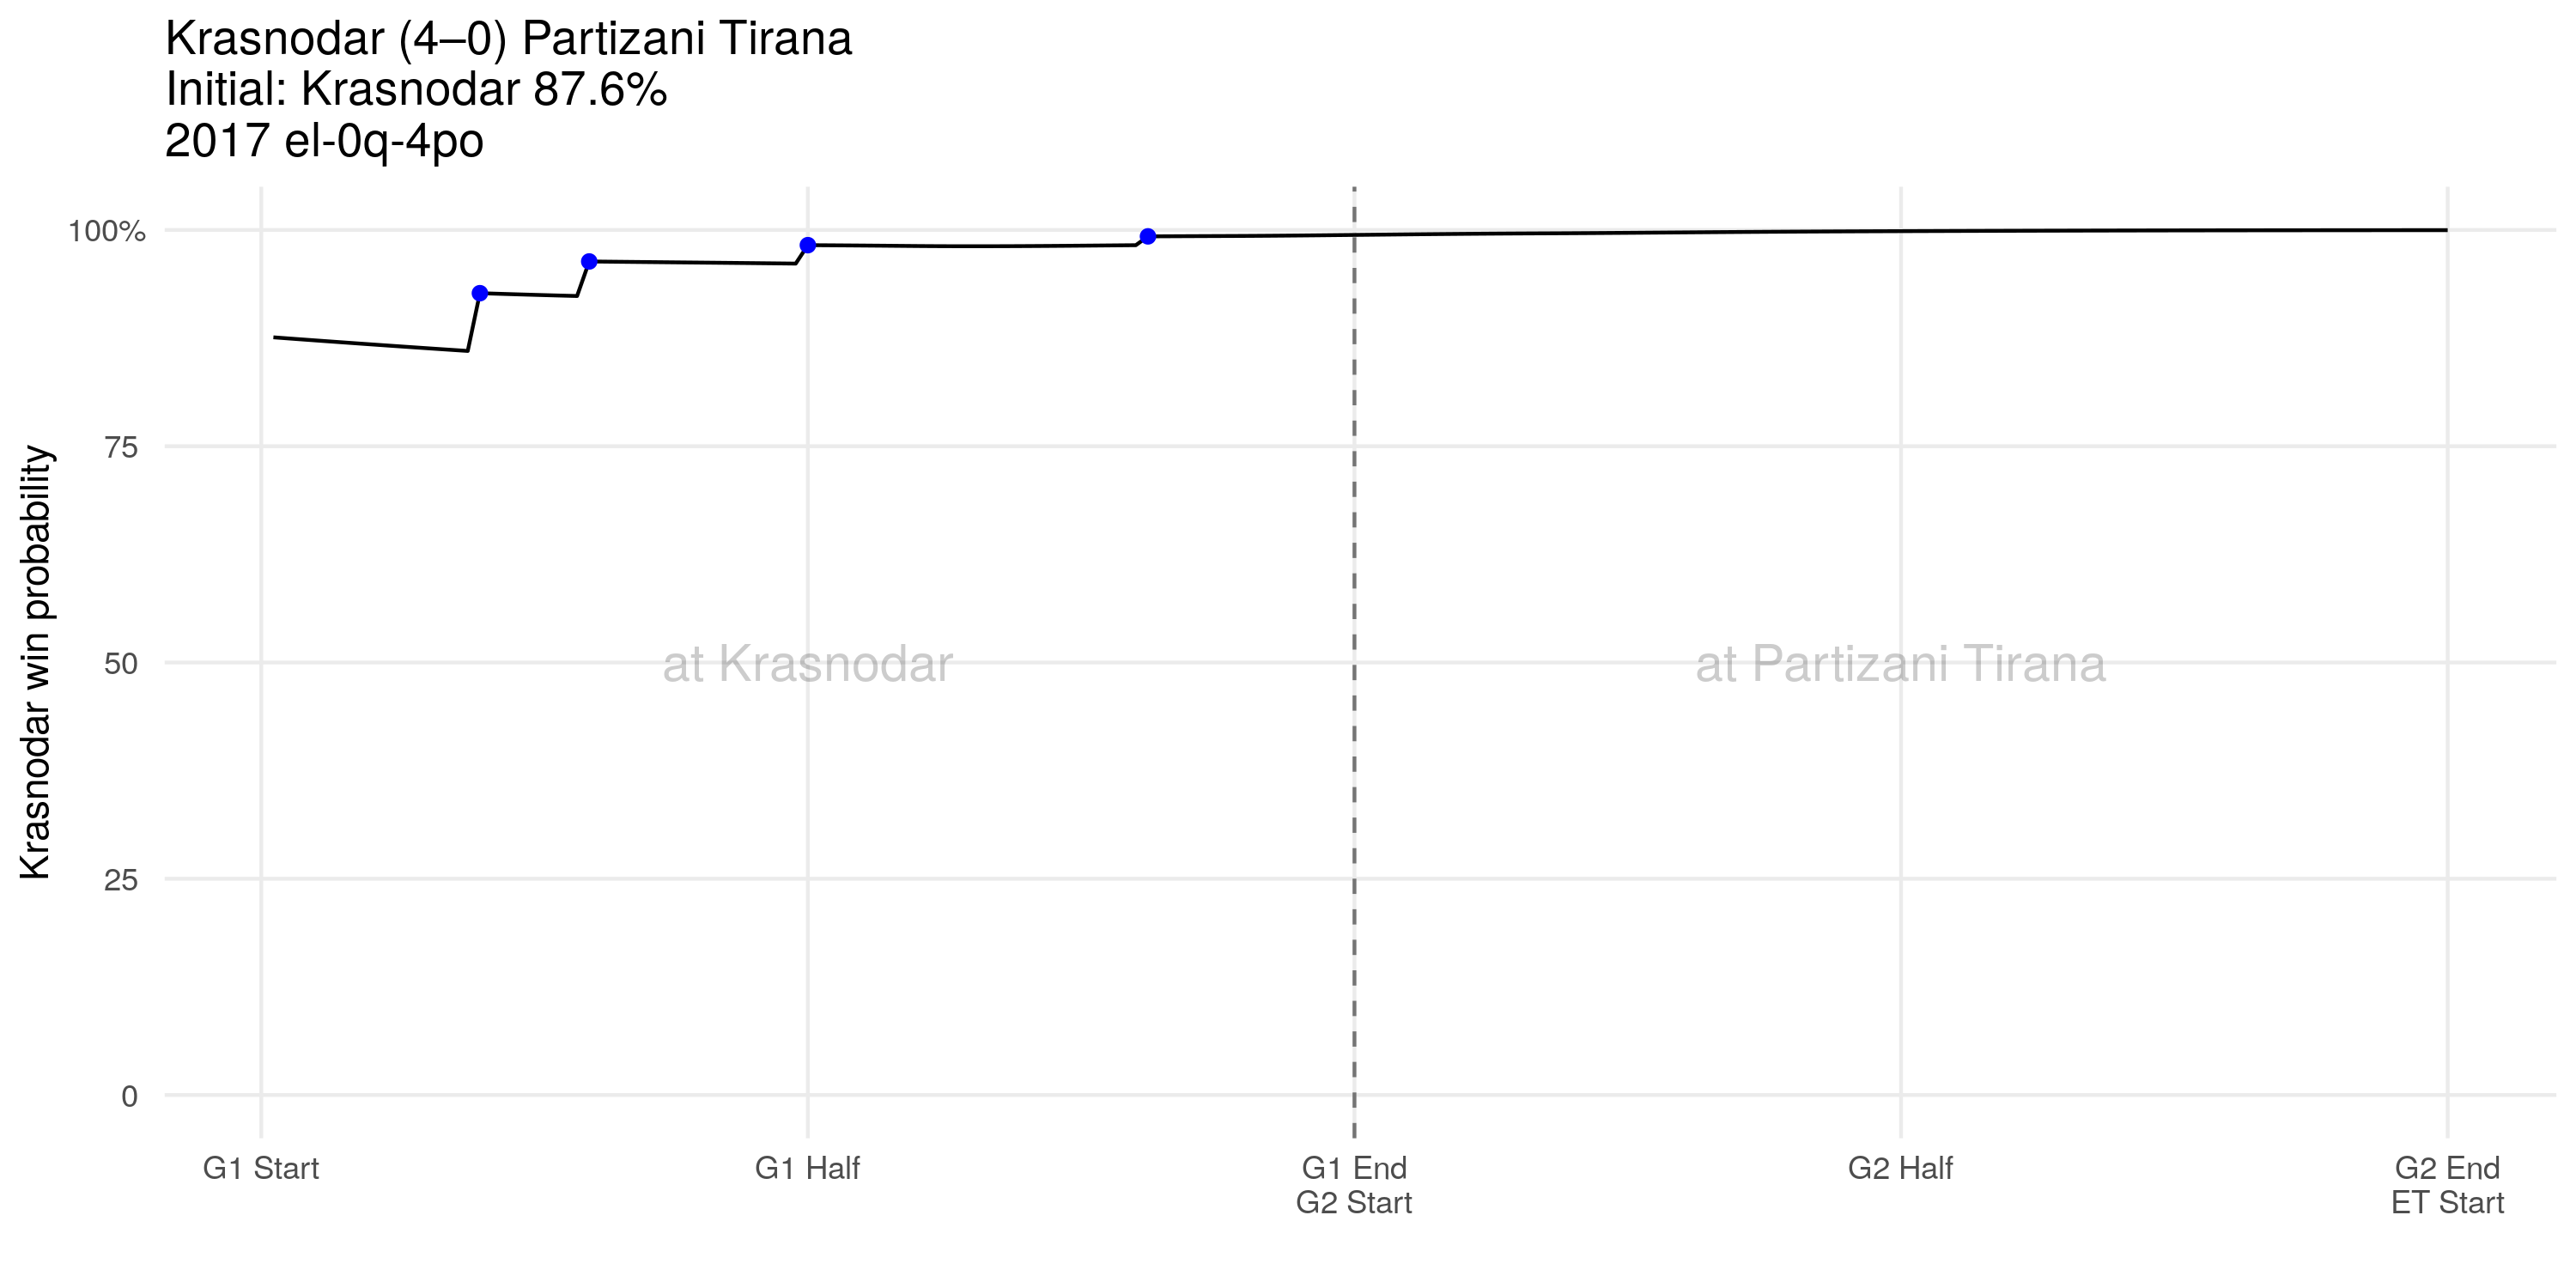 Krasnodar (4–0) Partizani Tirana
Initial: Krasnodar 87.6%
2017 el-0q-4po
Krasnodar win probability
100%
75
50
25
0
at Krasnodar
at Partizani Tirana
G1 Start
G1 Half
G1 End
G2 Start
G2 Half
G2 End
ET Start